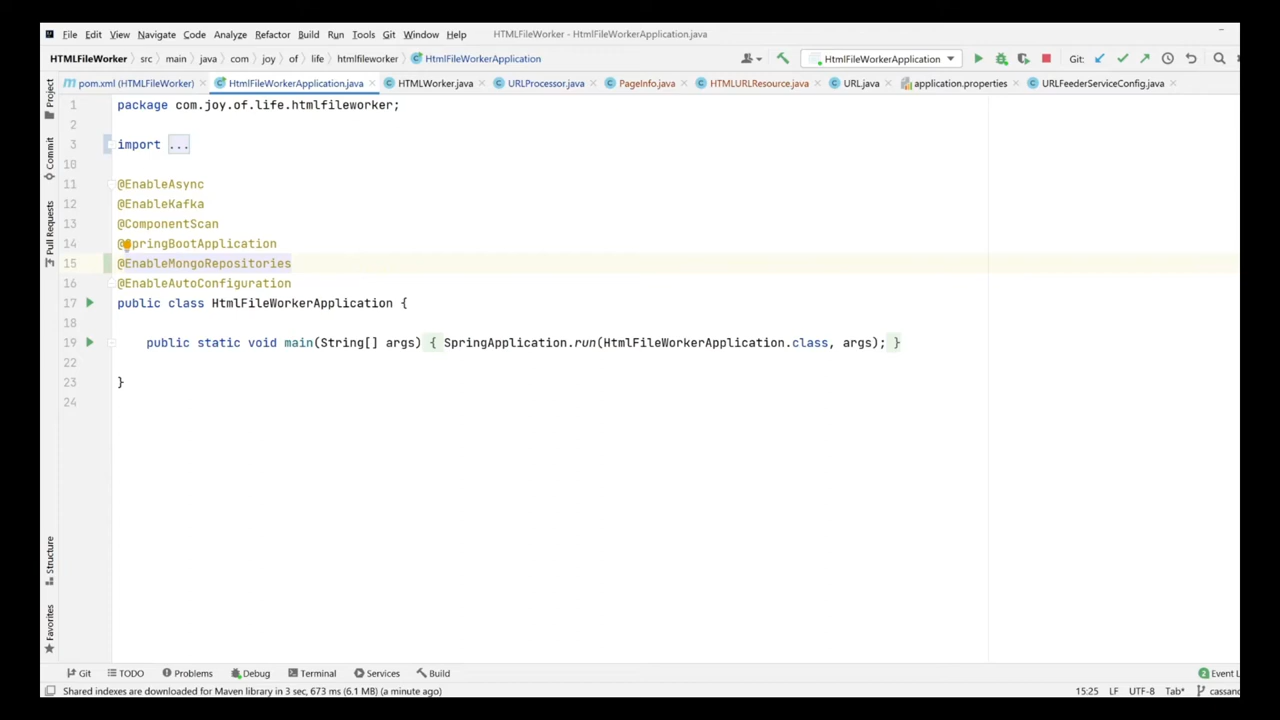 File Edit View Navigate Code Analyze Refactor Build Run Tools Git Window Help HTMLFileWorker - HtmlFileWorkerApplication.java
HTMLFileWorker src main java com joy of life htmlfileworker HtmlFileWorkerApplication HtmlFileWorkerApplication Git:
pom.xml (HTMLFileWorker) HtmlFileWorkerApplication.java HTMLWorker.java URLProcessor.java PageInfo.java HTMLURLResource.java URL.java application.properties URLFeederServiceConfig.java
Project
Commit
Pull Requests
Structure
Favorites
1 package com.joy.of.life.htmlfileworker;
2
3 import ...
10
11 @EnableAsync
12 @EnableKafka
13 @ComponentScan
14 @SpringBootApplication
15 @EnableMongoRepositories
16 @EnableAutoConfiguration
17 public class HtmlFileWorkerApplication {
18
19 public static void main(String[] args) { SpringApplication.run(HtmlFileWorkerApplication.class, args); }
22
23 }
24
Git TODO Problems Debug Terminal Services Build 2 Event L
Shared indexes are downloaded for Maven library in 3 sec, 673 ms (6.1 MB) (a minute ago) 15:25 LF UTF-8 Tab* cassand